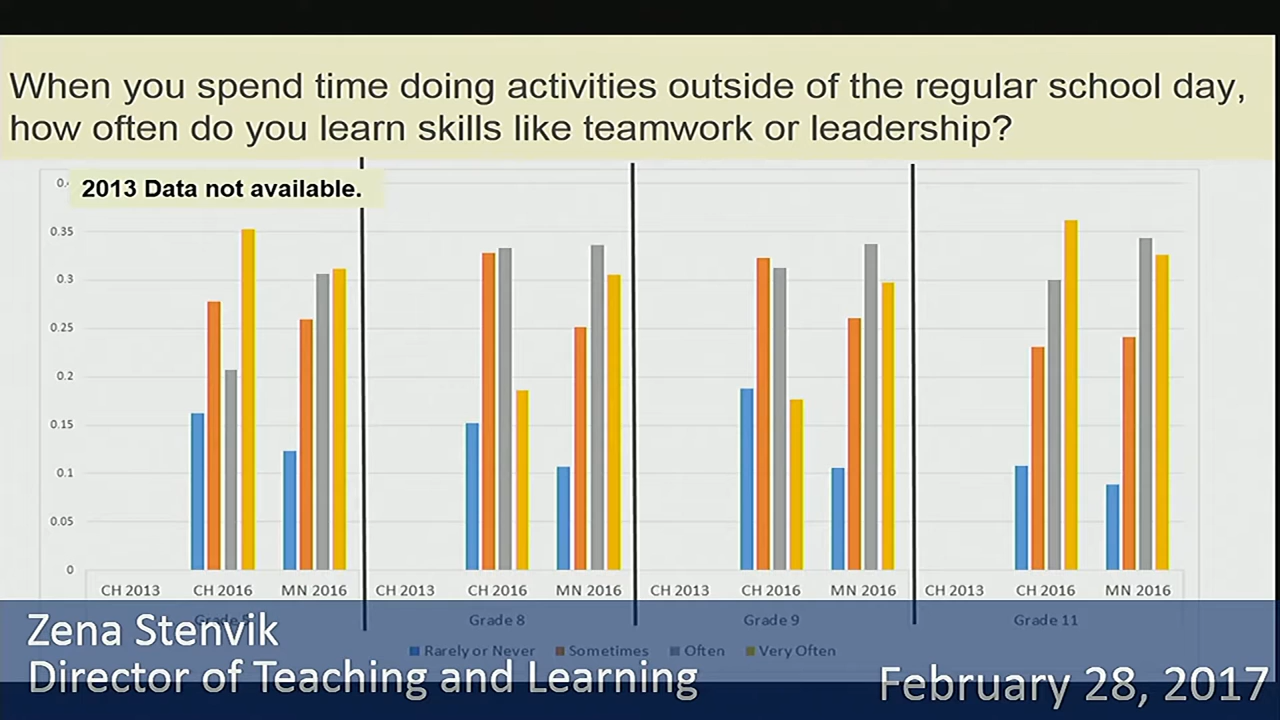 When you spend time doing activities outside of the regular school day,
how often do you learn skills like teamwork or leadership?
2013 Data not available.
0.35
0.3
0.25
0.2
0.15
0.1
0.05
0
CH 2013 CH 2016 MN 2016 CH 2013 CH 2016 MN 2016 CH 2013 CH 2016 MN 2016 CH 2013 CH 2016 MN 2016
Grade Grade 8 Grade 9 Grade 11
Rarely or Never Sometimes Often Very Often
Zena Stenvik
Director of Teaching and Learning
February 28, 2017